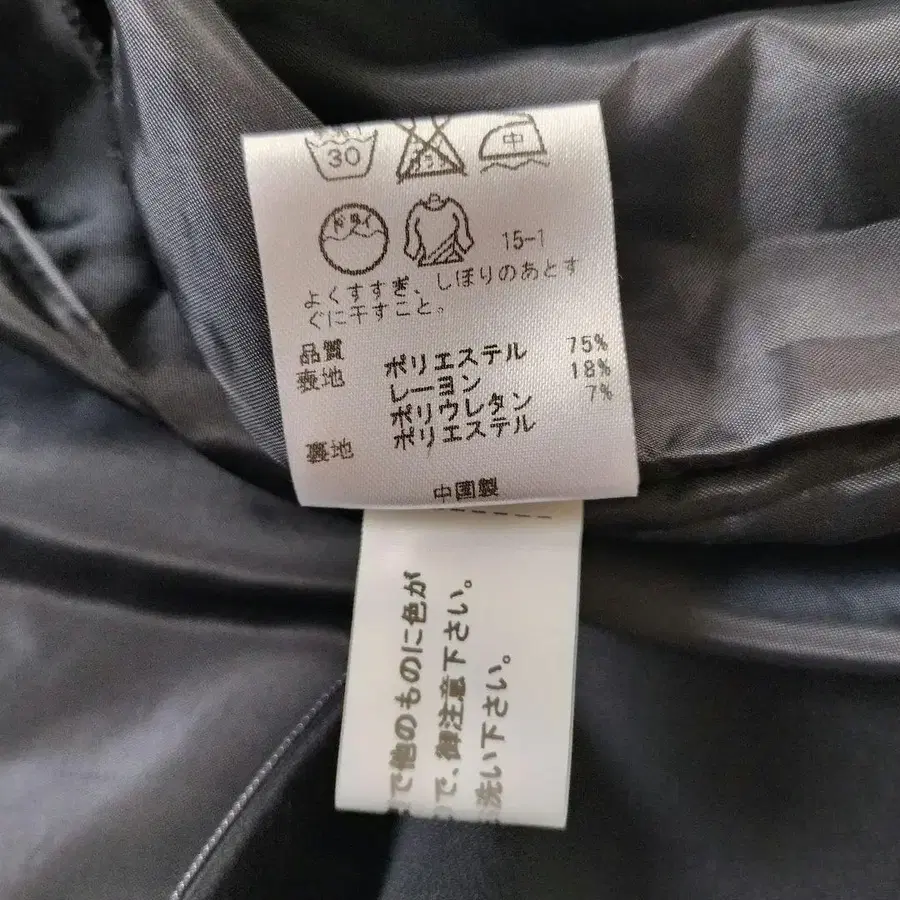 30
中
ドライ
15-1
よくすすぎ、しぼりのあとす
ぐに干すこと。
品質
表地 ポリエステル 75%
レーヨン 18%
ポリウレタン 7%
裏地 ポリエステル
中国製
で他のものに色が
で、御注意下さい。
洗い下さい。